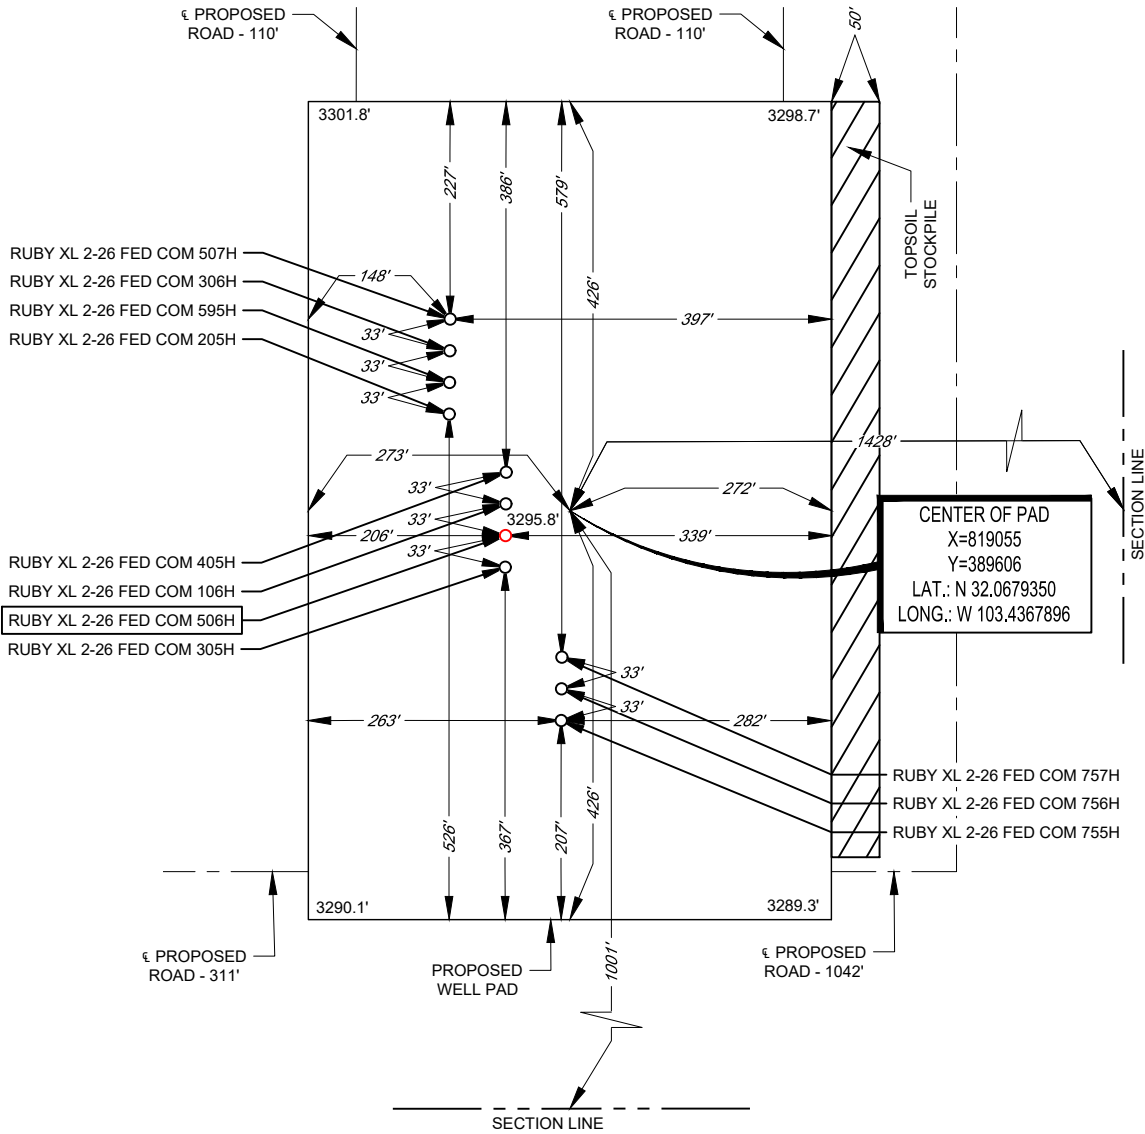 ℄ PROPOSED
ROAD - 110'
℄ PROPOSED
ROAD - 110'
50'
3301.8'
3298.7'
227'
386'
579'
426'
TOPSOIL
STOCKPILE
RUBY XL 2-26 FED COM 507H
RUBY XL 2-26 FED COM 306H
RUBY XL 2-26 FED COM 595H
RUBY XL 2-26 FED COM 205H
148'
397'
33'
33'
33'
273'
1428'
SECTION LINE
272'
33'
33'
33'
3295.8'
206'
339'
CENTER OF PAD
X=819055
Y=389606
LAT.: N 32.0679350
LONG.: W 103.4367896
RUBY XL 2-26 FED COM 405H
RUBY XL 2-26 FED COM 106H
RUBY XL 2-26 FED COM 506H
RUBY XL 2-26 FED COM 305H
33'
33'
263'
282'
RUBY XL 2-26 FED COM 757H
RUBY XL 2-26 FED COM 756H
RUBY XL 2-26 FED COM 755H
526'
367'
207'
426'
3290.1'
3289.3'
℄ PROPOSED
ROAD - 311'
PROPOSED
WELL PAD
1001'
℄ PROPOSED
ROAD - 1042'
SECTION LINE